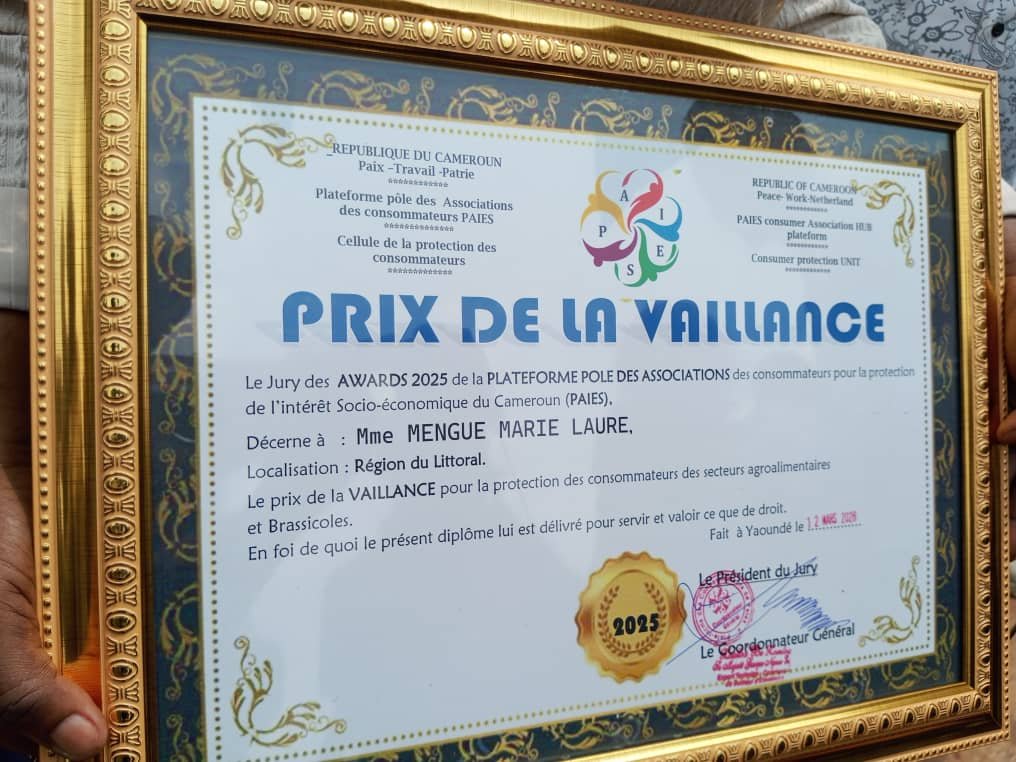 _REPUBLIQUE DU CAMEROUN
Paix –Travail -Patrie
************
Plateforme pôle des Associations
des consommateurs PAIES
**************
Cellule de la protection des
consommateurs
*************
A
I
E
S
P
REPUBLIC OF CAMEROON
Peace- Work-Netherland
************
PAIES consumer Association HUB
plateform
************
Consumer protection UNIT
*************
PRIX DE LA VAILLANCE
Le Jury des AWARDS 2025 de la PLATEFORME POLE DES ASSOCIATIONS des consommateurs pour la protection
de l'intérêt Socio-économique du Cameroun (PAIES),
Décerne à : Mme MENGUE MARIE LAURE,
Localisation : Région du Littoral.
Le prix de la VAILLANCE pour la protection des consommateurs des secteurs agroalimentaires
et Brassicoles.
En foi de quoi le présent diplôme lui est délivré pour servir et valoir ce que de droit.
Fait à Yaoundé le 12 MARS 2026
2025
Le Président du Jury
Le Coordonnateur Général